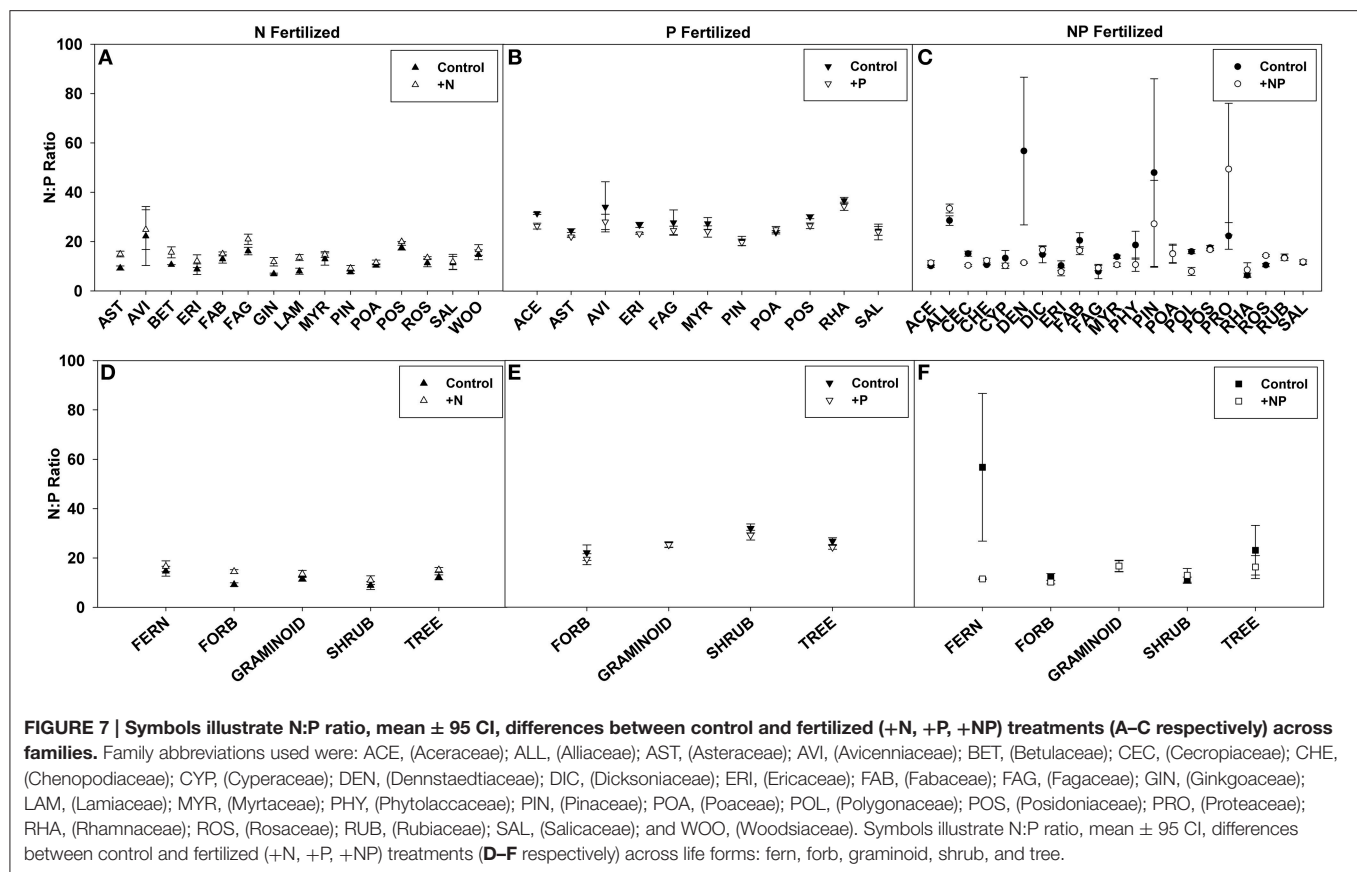 N Fertilized
P Fertilized
NP Fertilized
A
Control
+N
B
Control
+P
C
Control
+NP
N:P Ratio
100
80
60
40
20
0
AST AVI BET ERI FAB FAG GIN LAM MYR PIN POA POS ROS SAL WOO
ACE AST AVI ERI FAG MYR PIN POA POS RHA SAL
ACE ALL CEC CHE CYP DEN DIC ERI FAB FAG MYR PHY PIN POA POL POS PRO RHA ROS RUB SAL
D
Control
+N
E
Control
+P
F
Control
+NP
N:P Ratio
100
80
60
40
20
0
FERN FORB GRAMINOID SHRUB TREE
FORB GRAMINOID SHRUB TREE
FERN FORB GRAMINOID SHRUB TREE
FIGURE 7 | Symbols illustrate N:P ratio, mean ± 95 CI, differences between control and fertilized (+N, +P, +NP) treatments (A–C respectively) across
families. Family abbreviations used were: ACE, (Aceraceae); ALL, (Alliaceae); AST, (Asteraceae); AVI, (Avicenniaceae); BET, (Betulaceae); CEC, (Cecropiaceae); CHE,
(Chenopodiaceae); CYP, (Cyperaceae); DEN, (Dennstaedtiaceae); DIC, (Dicksoniaceae); ERI, (Ericaceae); FAB, (Fabaceae); FAG, (Fagaceae); GIN, (Ginkgoaceae);
LAM, (Lamiaceae); MYR, (Myrtaceae); PHY, (Phytolaccaceae); PIN, (Pinaceae); POA, (Poaceae); POL, (Polygonaceae); POS, (Posidoniaceae); PRO, (Proteaceae);
RHA, (Rhamnaceae); ROS, (Rosaceae); RUB, (Rubiaceae); SAL, (Salicaceae); and WOO, (Woodsiaceae). Symbols illustrate N:P ratio, mean ± 95 CI, differences
between control and fertilized (+N, +P, +NP) treatments (D–F respectively) across life forms: fern, forb, graminoid, shrub, and tree.